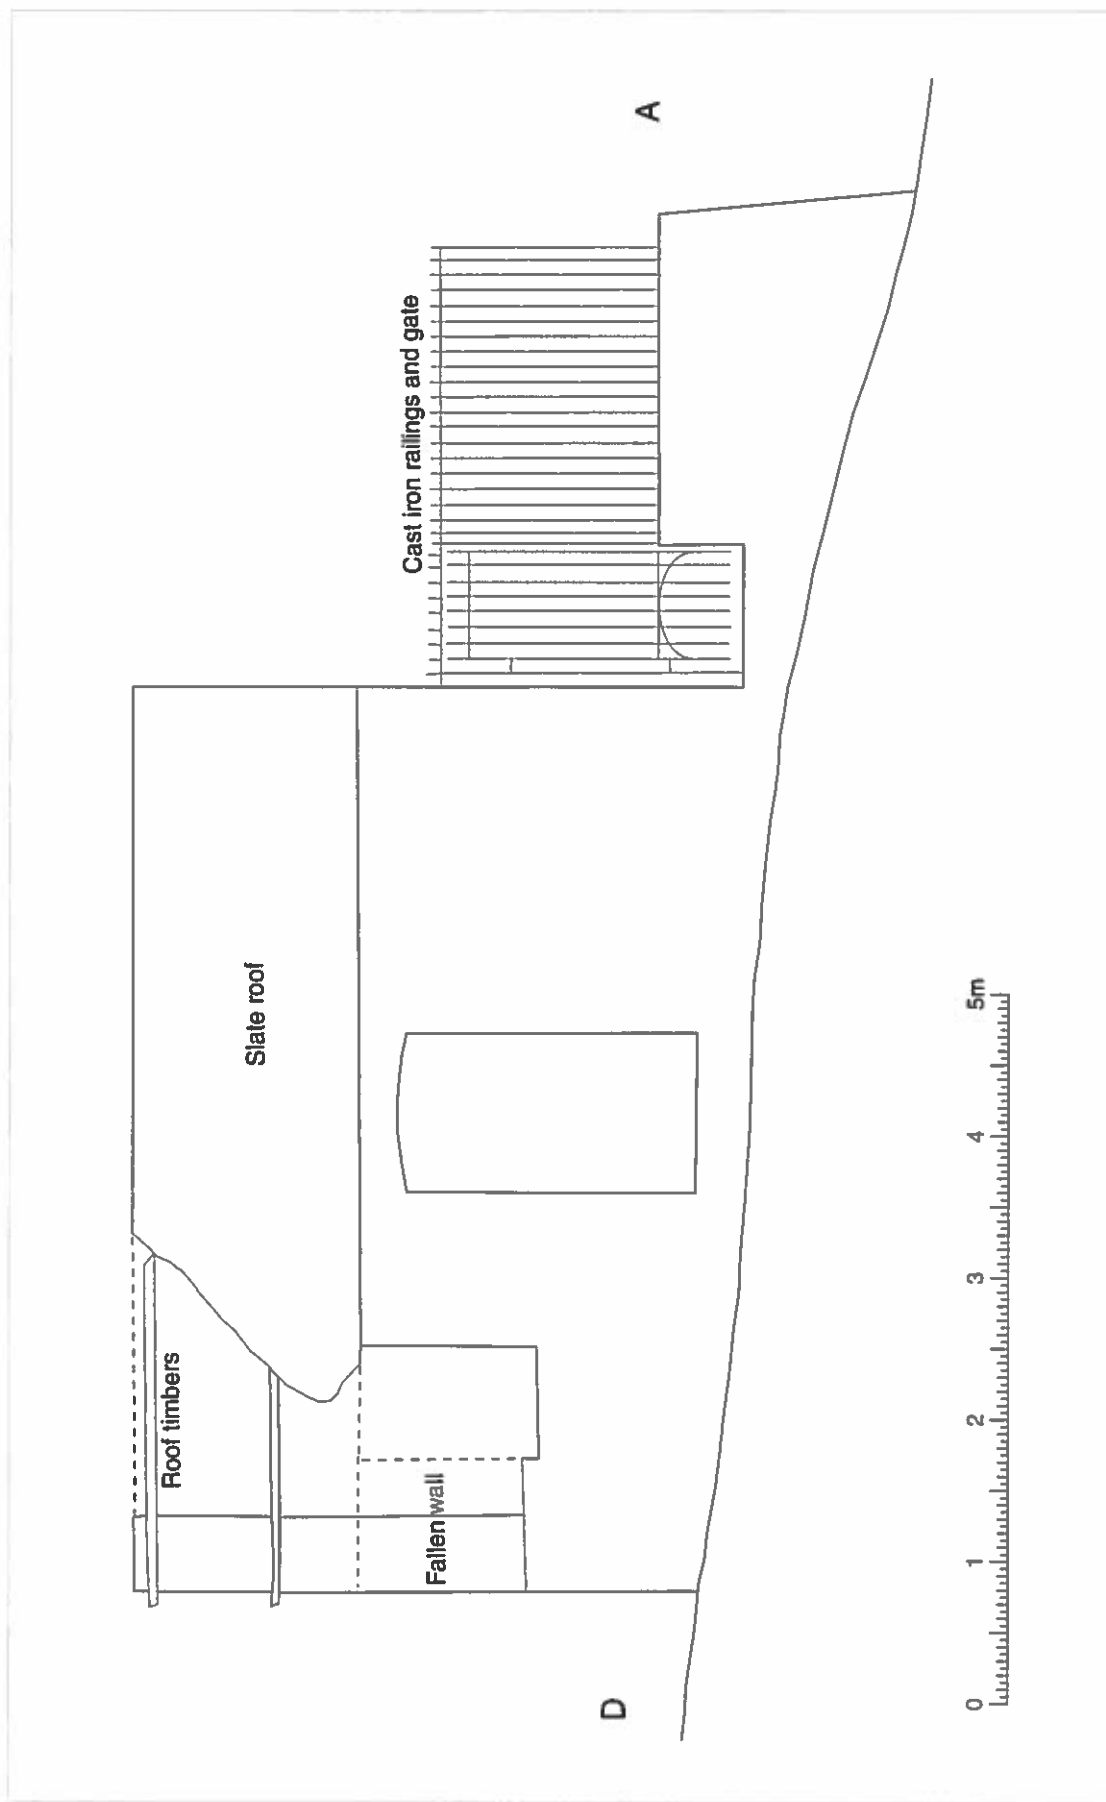 Cast iron railings and gate
A
Slate roof
Roof timbers
Fallen wall
D
0 1 2 3 4 5m